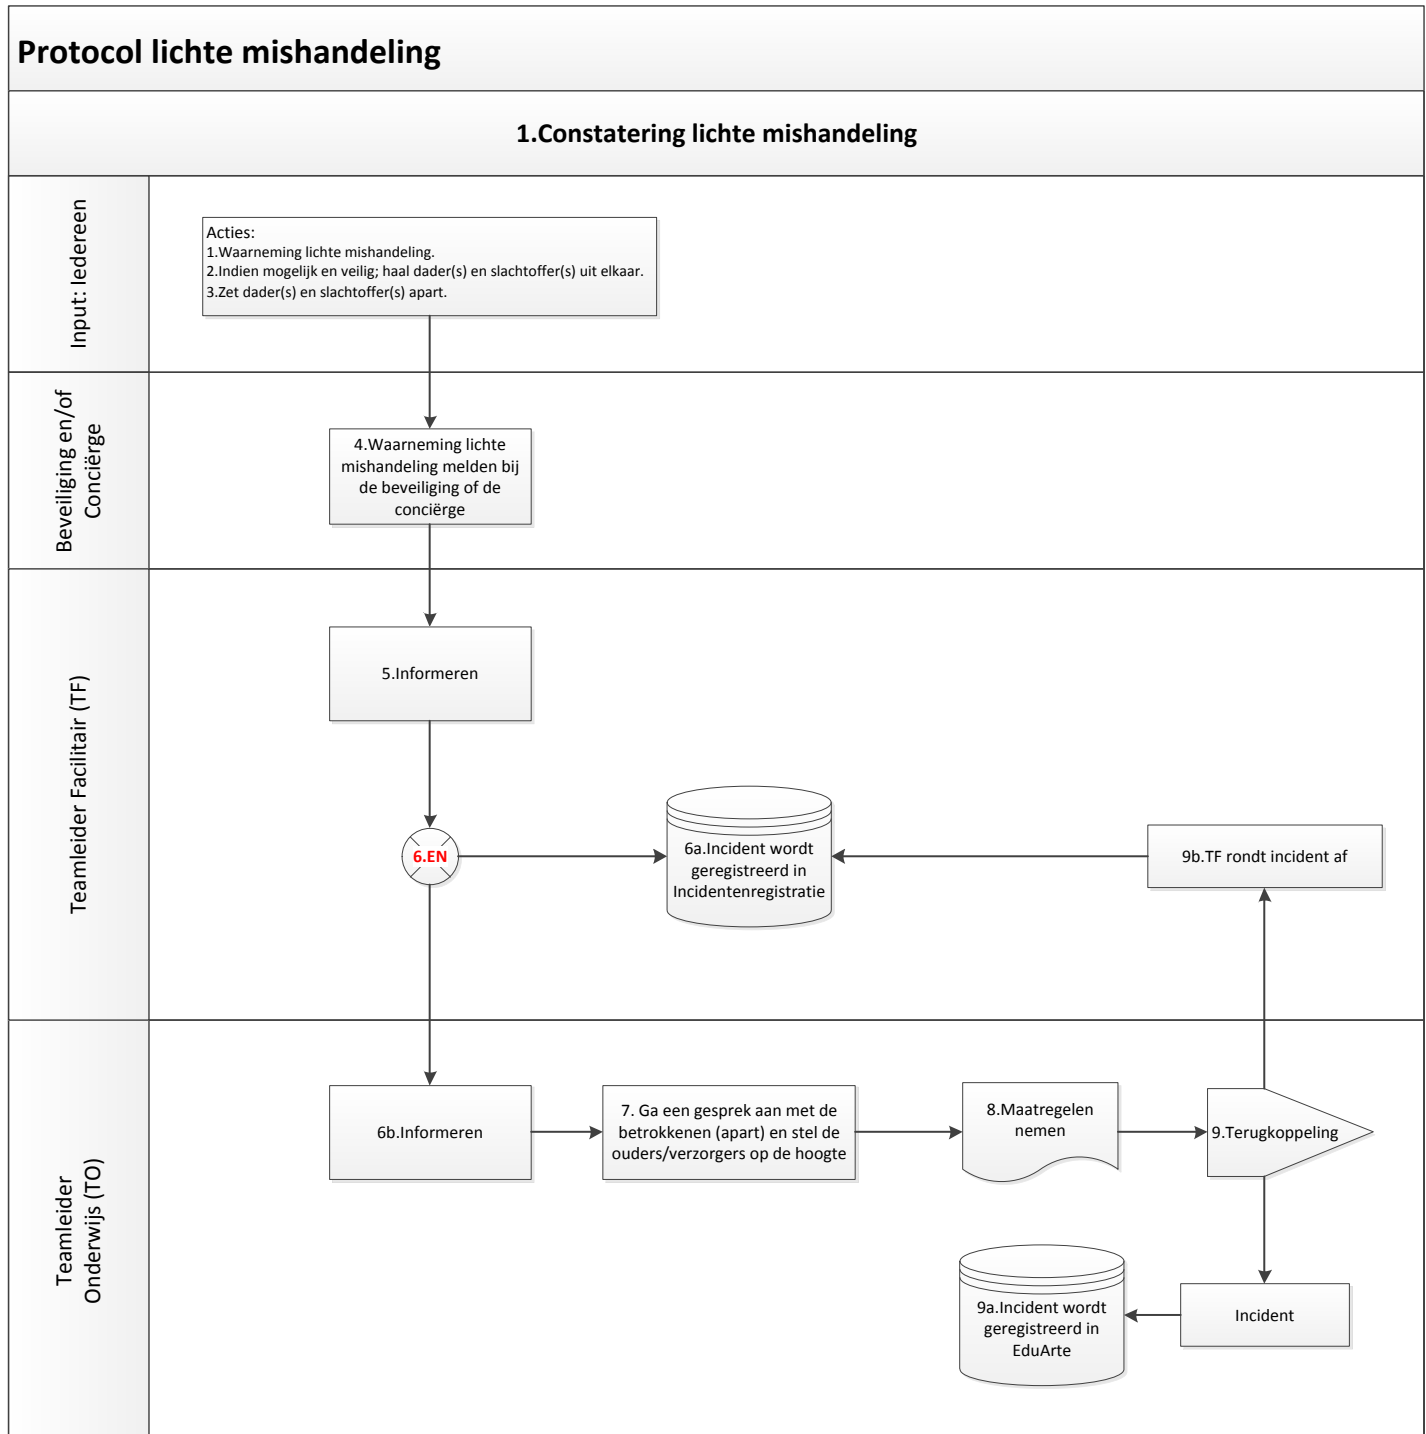 Protocol lichte mishandeling
1.Constatering lichte mishandeling
Input: Iedereen
Acties:
1.Waarneming lichte mishandeling.
2.Indien mogelijk en veilig; haal dader(s) en slachtoffer(s) uit elkaar.
3.Zet dader(s) en slachtoffer(s) apart.
Beveiliging en/of
Conciërge
4.Waarneming lichte
mishandeling melden bij
de beveiliging of de
conciërge
Teamleider Facilitair (TF)
5.Informeren
6.EN
6a.Incident wordt
geregistreerd in
Incidentenregistratie
9b.TF rondt incident af
Teamleider
Onderwijs (TO)
6b.Informeren
7. Ga een gesprek aan met de
betrokkenen (apart) en stel de
ouders/verzorgers op de hoogte
8.Maatregelen
nemen
9.Terugkoppeling
9a.Incident wordt
geregistreerd in
EduArte
Incident